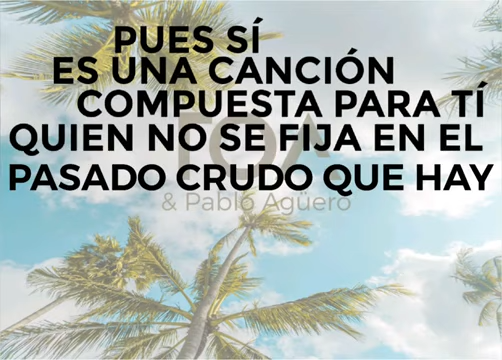 PUES SÍ
ES UNA CANCIÓN
COMPUESTA PARA TÍ
QUIEN NO SE FIJA EN EL
PASADO CRUDO QUE HAY
& Pablo Agüero